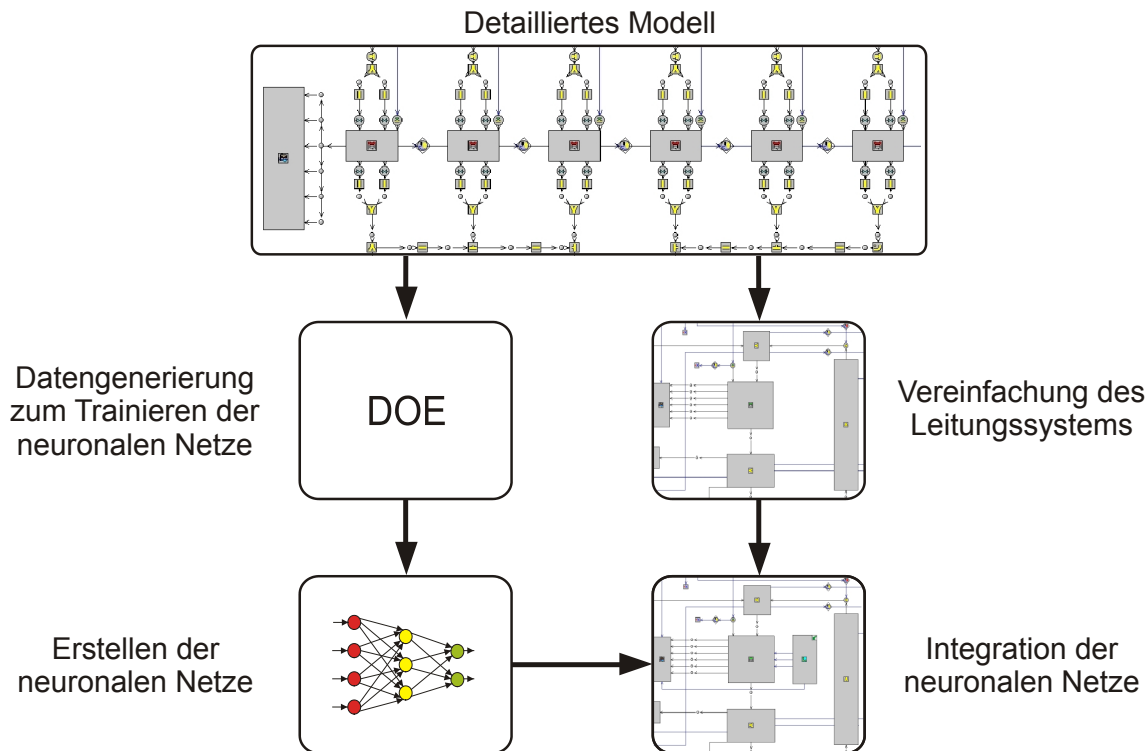 Detailliertes Modell
Datengenerierung
zum Trainieren der
neuronalen Netze
DOE
Vereinfachung des
Leitungssystems
Erstellen der
neuronalen Netze
Integration der
neuronalen Netze